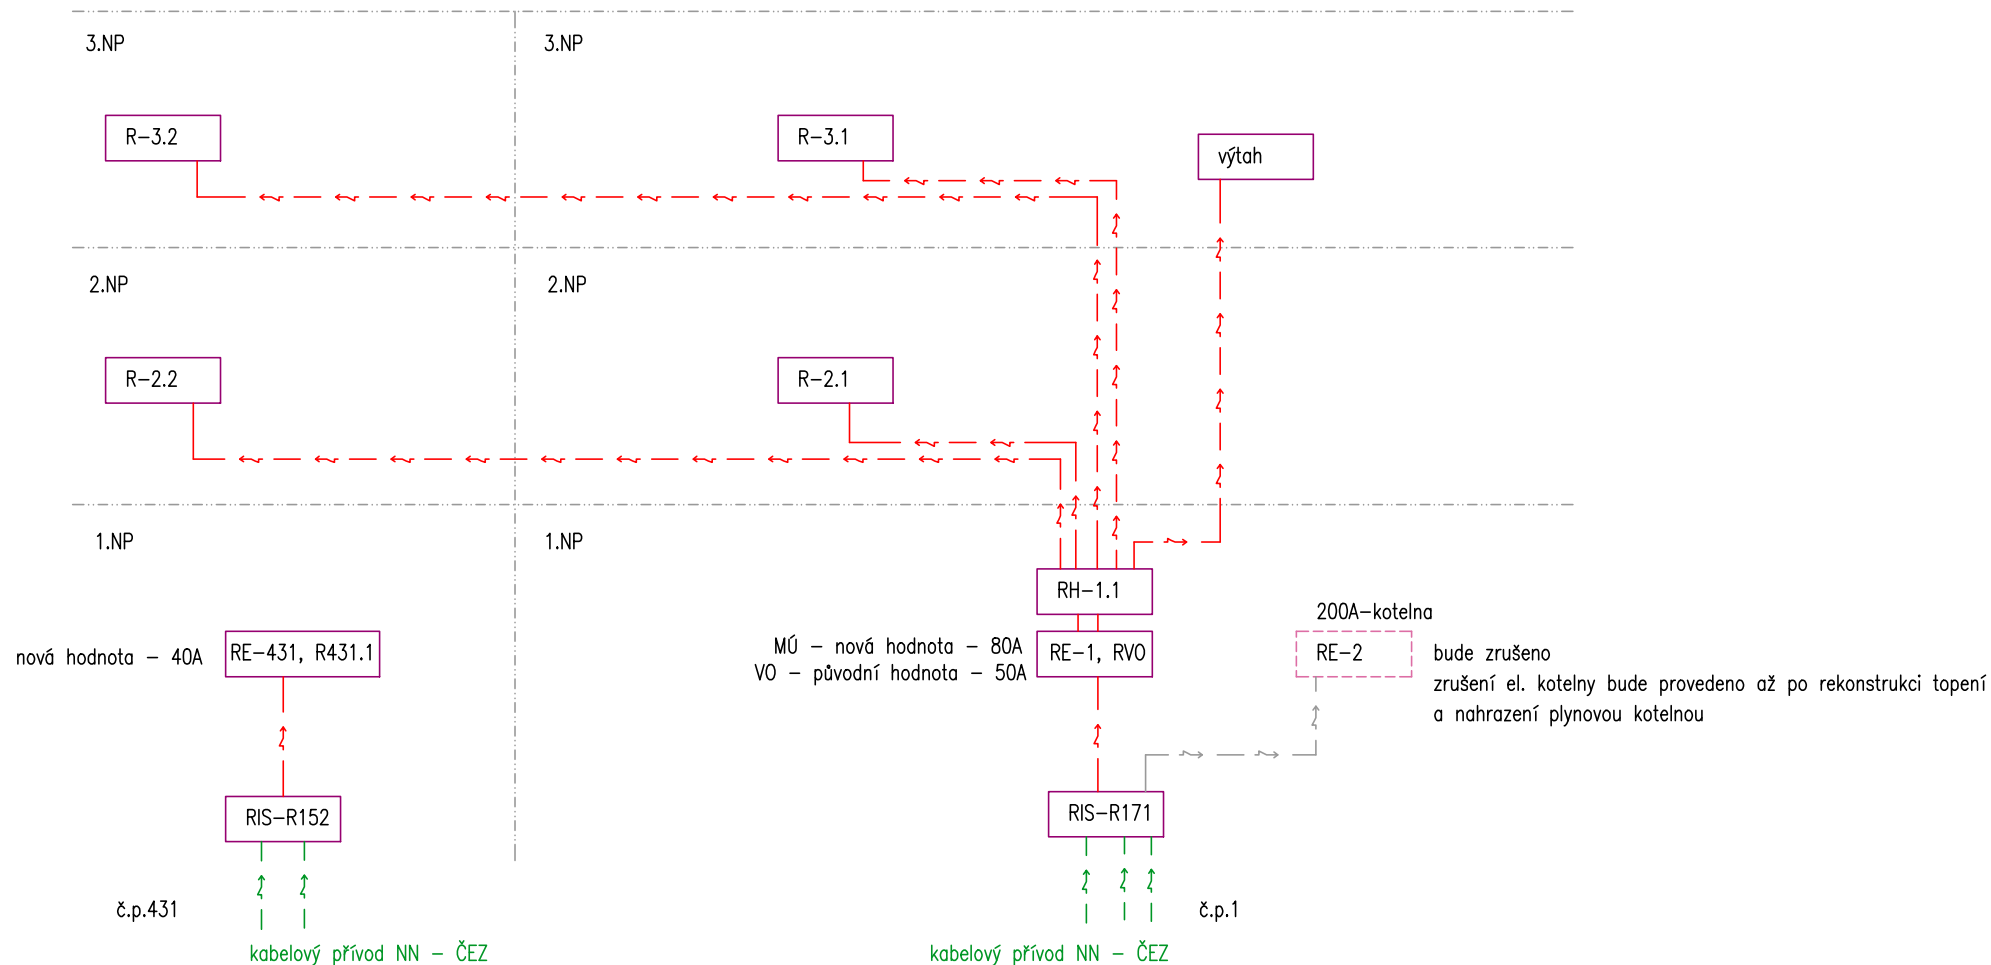 3.NP
3.NP
R-3.2
R-3.1
výtah
2.NP
2.NP
R-2.2
R-2.1
1.NP
1.NP
RH-1.1
200A-kotelna
nová hodnota - 40A
RE-431, R431.1
MÚ - nová hodnota - 80A
VO - původní hodnota - 50A
RE-1, RVO
RE-2
bude zrušeno
zrušení el. kotelny bude provedeno až po rekonstrukci topení
a nahrazení plynovou kotelnou
RIS-R152
RIS-R171
č.p.431
č.p.1
kabelový přívod NN - ČEZ
kabelový přívod NN - ČEZ